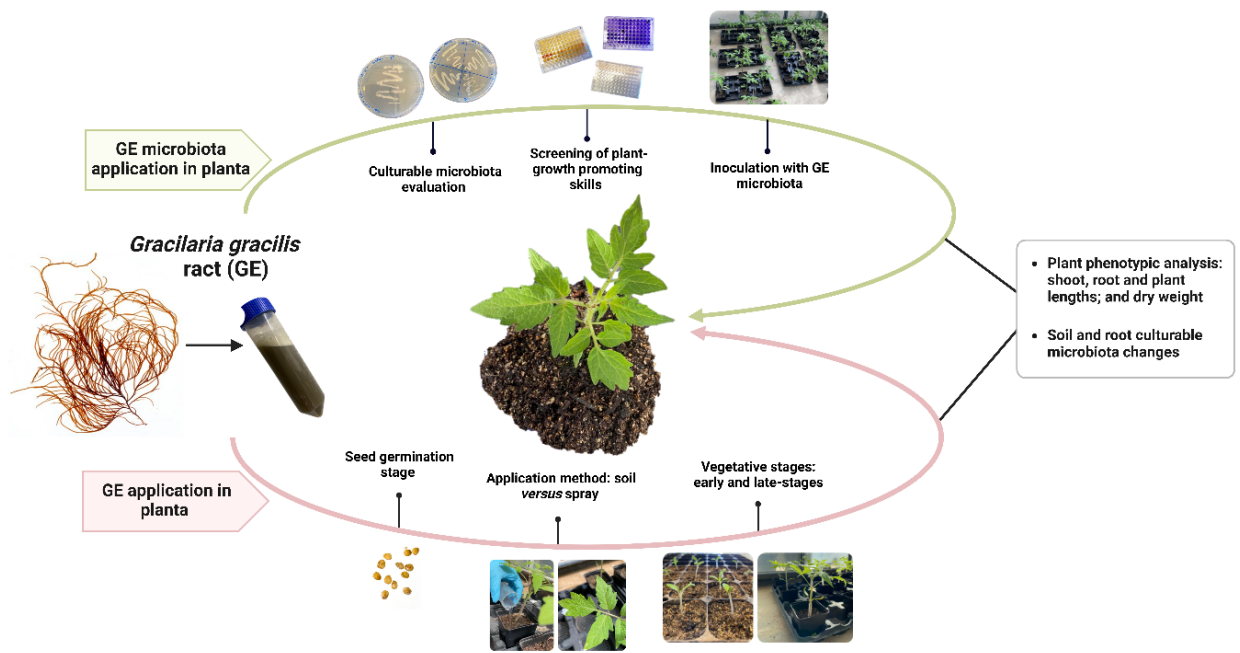 GE microbiota
application in planta
Culturable microbiota
evaluation
Screening of plant-
growth promoting
skills
Inoculation with GE
microbiota
Gracilaria gracilis
ract (GE)
• Plant phenotypic analysis:
shoot, root and plant
lengths; and dry weight
• Soil and root culturable
microbiota changes
Seed germination
stage
Application method: soil
versus spray
Vegetative stages:
early and late-stages
GE application in
planta